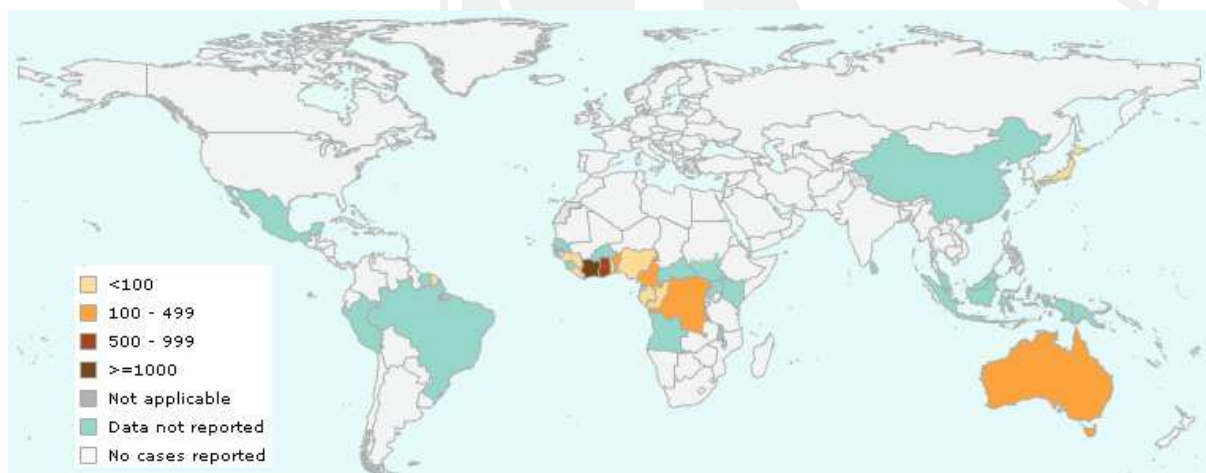 <100
100 - 499
500 - 999
>=1000
Not applicable
Data not reported
No cases reported